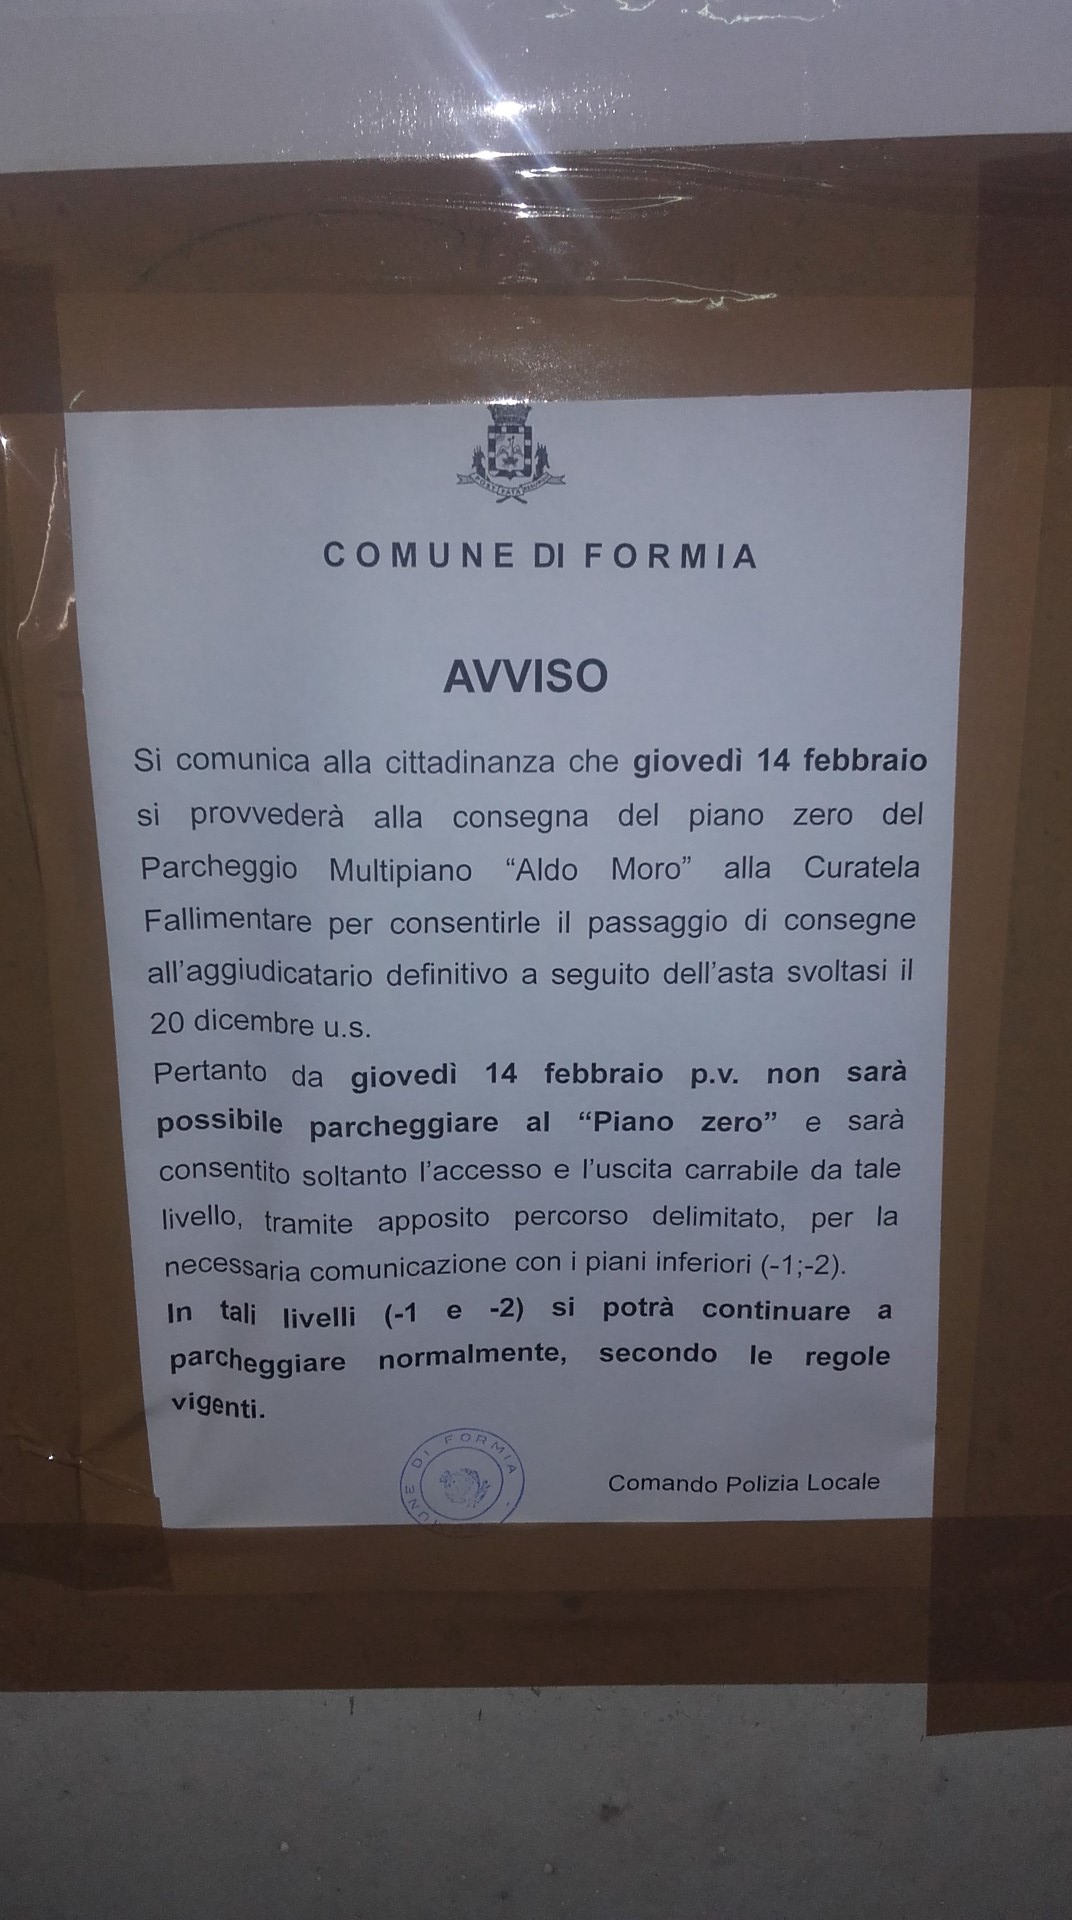 COMUNE DI FORMIA
AVVISO
Si comunica alla cittadinanza che giovedì 14 febbraio
si provvederà alla consegna del piano zero del
Parcheggio Multipiano “Aldo Moro” alla Curatela
Fallimentare per consentirle il passaggio di consegne
all’aggiudicatario definitivo a seguito dell’asta svoltasi il
20 dicembre u.s.
Pertanto da giovedì 14 febbraio p.v. non sarà
possibile parcheggiare al “Piano zero” e sarà
consentito soltanto l’accesso e l’uscita carrabile da tale
livello, tramite apposito percorso delimitato, per la
necessaria comunicazione con i piani inferiori (-1;-2).
In tali livelli (-1 e -2) si potrà continuare a
parcheggiare normalmente, secondo le regole
vigenti.
DI FORMIA
Comando Polizia Locale